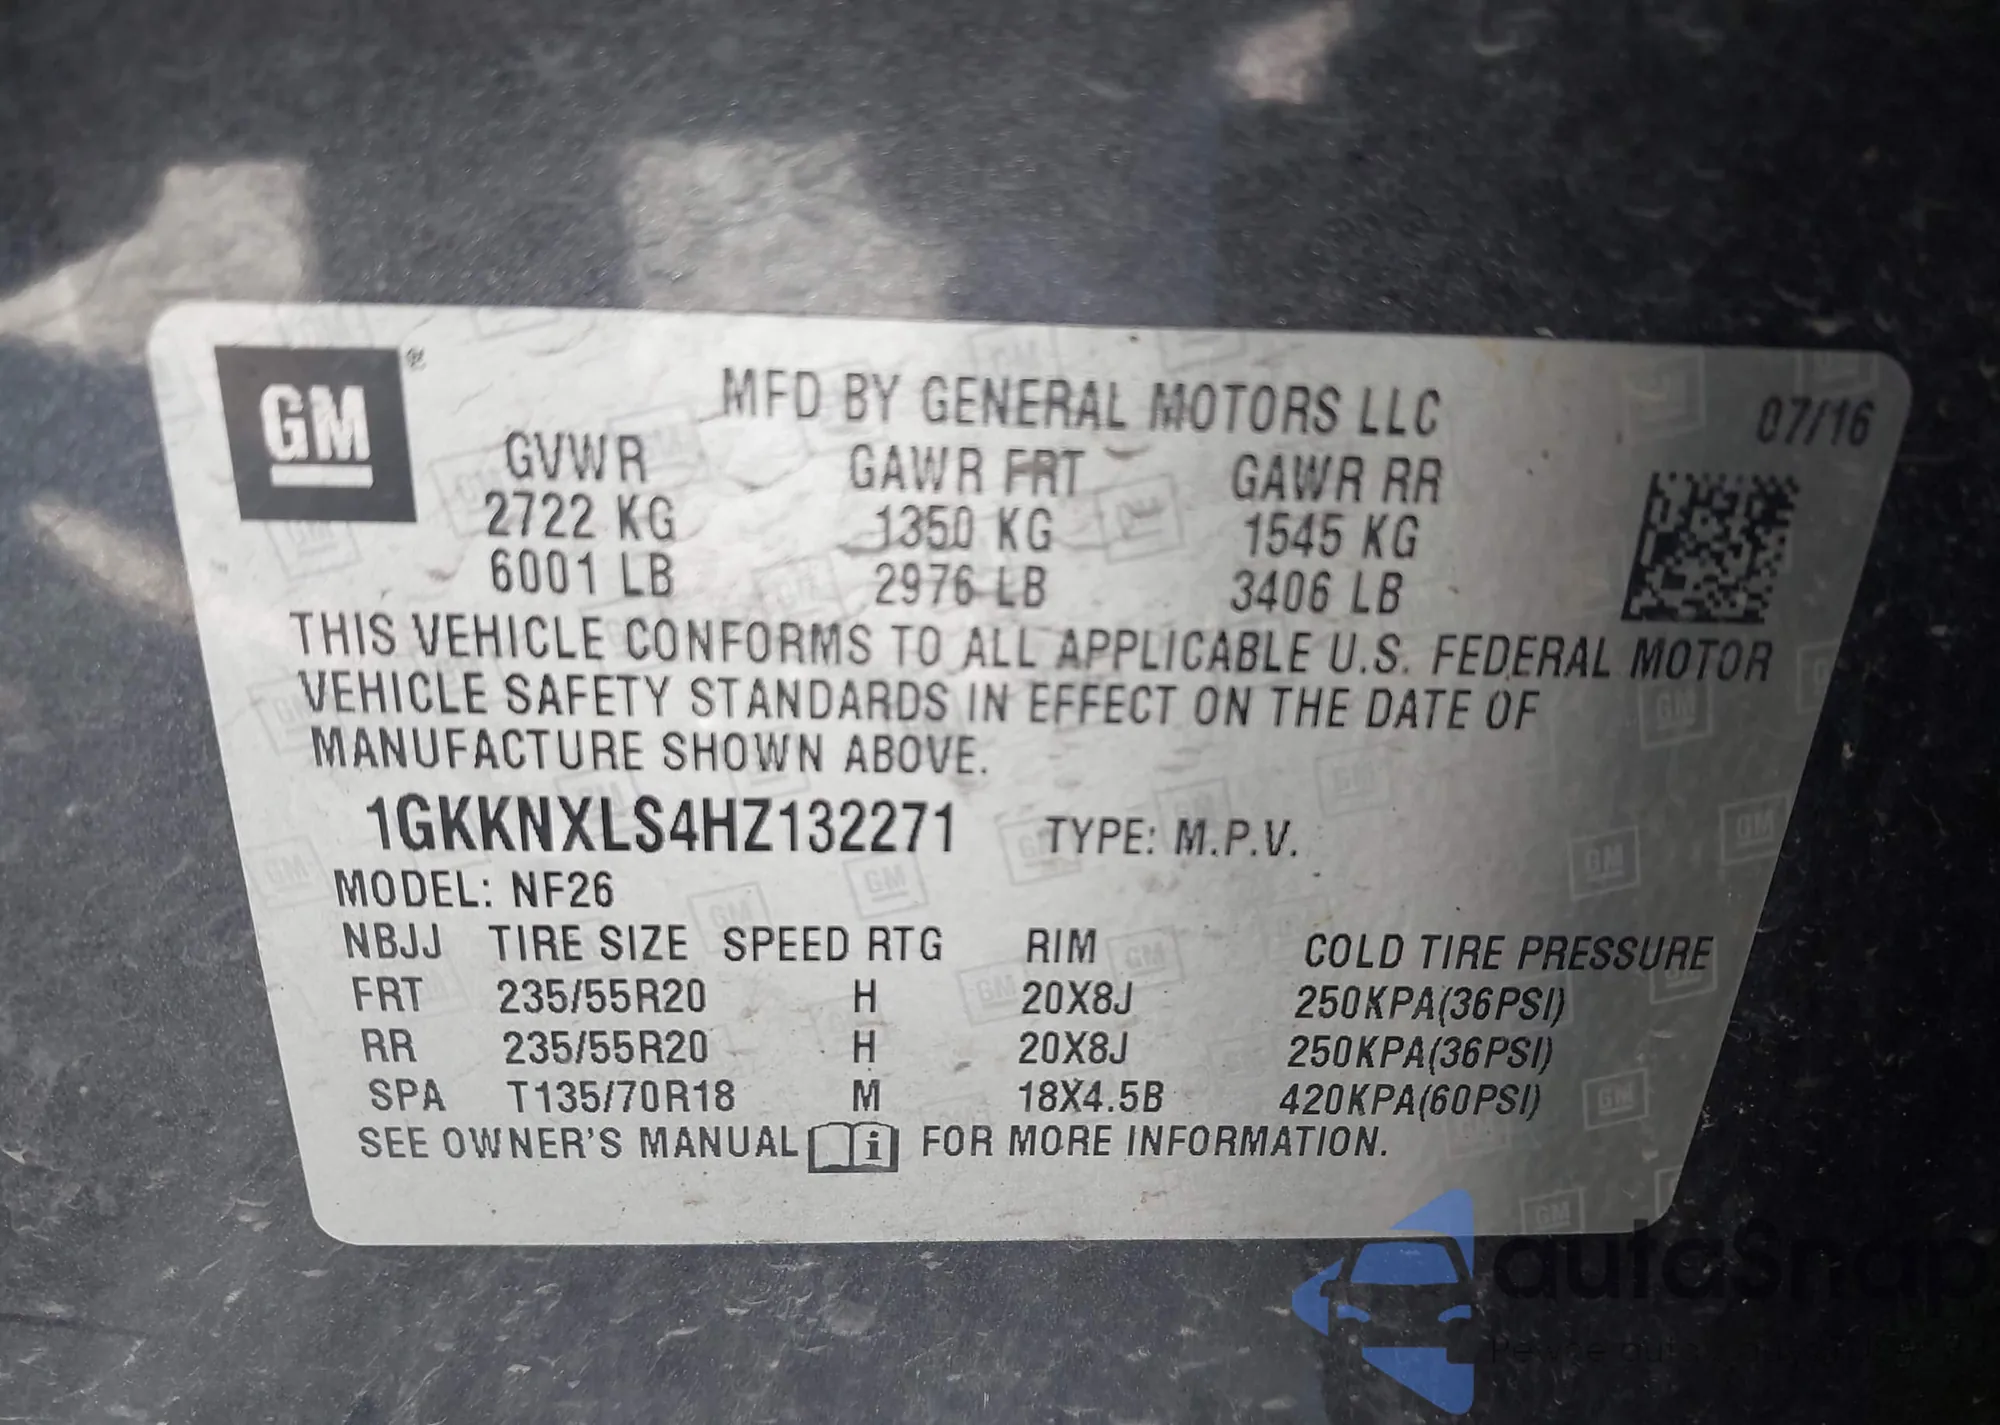 GM®
MFD BY GENERAL MOTORS LLC 07/16
GVWR GAWR FRT GAWR RR
2722 KG 1350 KG 1545 KG
6001 LB 2976 LB 3406 LB
THIS VEHICLE CONFORMS TO ALL APPLICABLE U.S. FEDERAL MOTOR
VEHICLE SAFETY STANDARDS IN EFFECT ON THE DATE OF
MANUFACTURE SHOWN ABOVE.
1GKKNXLS4HZ132271 TYPE: M.P.V.
MODEL: NF26
NBJJ TIRE SIZE SPEED RTG RIM COLD TIRE PRESSURE
FRT 235/55R20 H 20X8J 250KPA(36PSI)
RR 235/55R20 H 20X8J 250KPA(36PSI)
SPA T135/70R18 M 18X4.5B 420KPA(60PSI)
SEE OWNER'S MANUAL i FOR MORE INFORMATION.
autoSnap